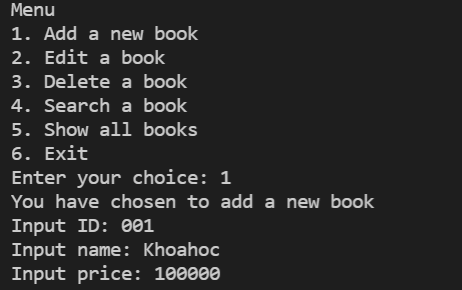 Menu
1. Add a new book
2. Edit a book
3. Delete a book
4. Search a book
5. Show all books
6. Exit
Enter your choice: 1
You have chosen to add a new book
Input ID: 001
Input name: Khoahoc
Input price: 100000